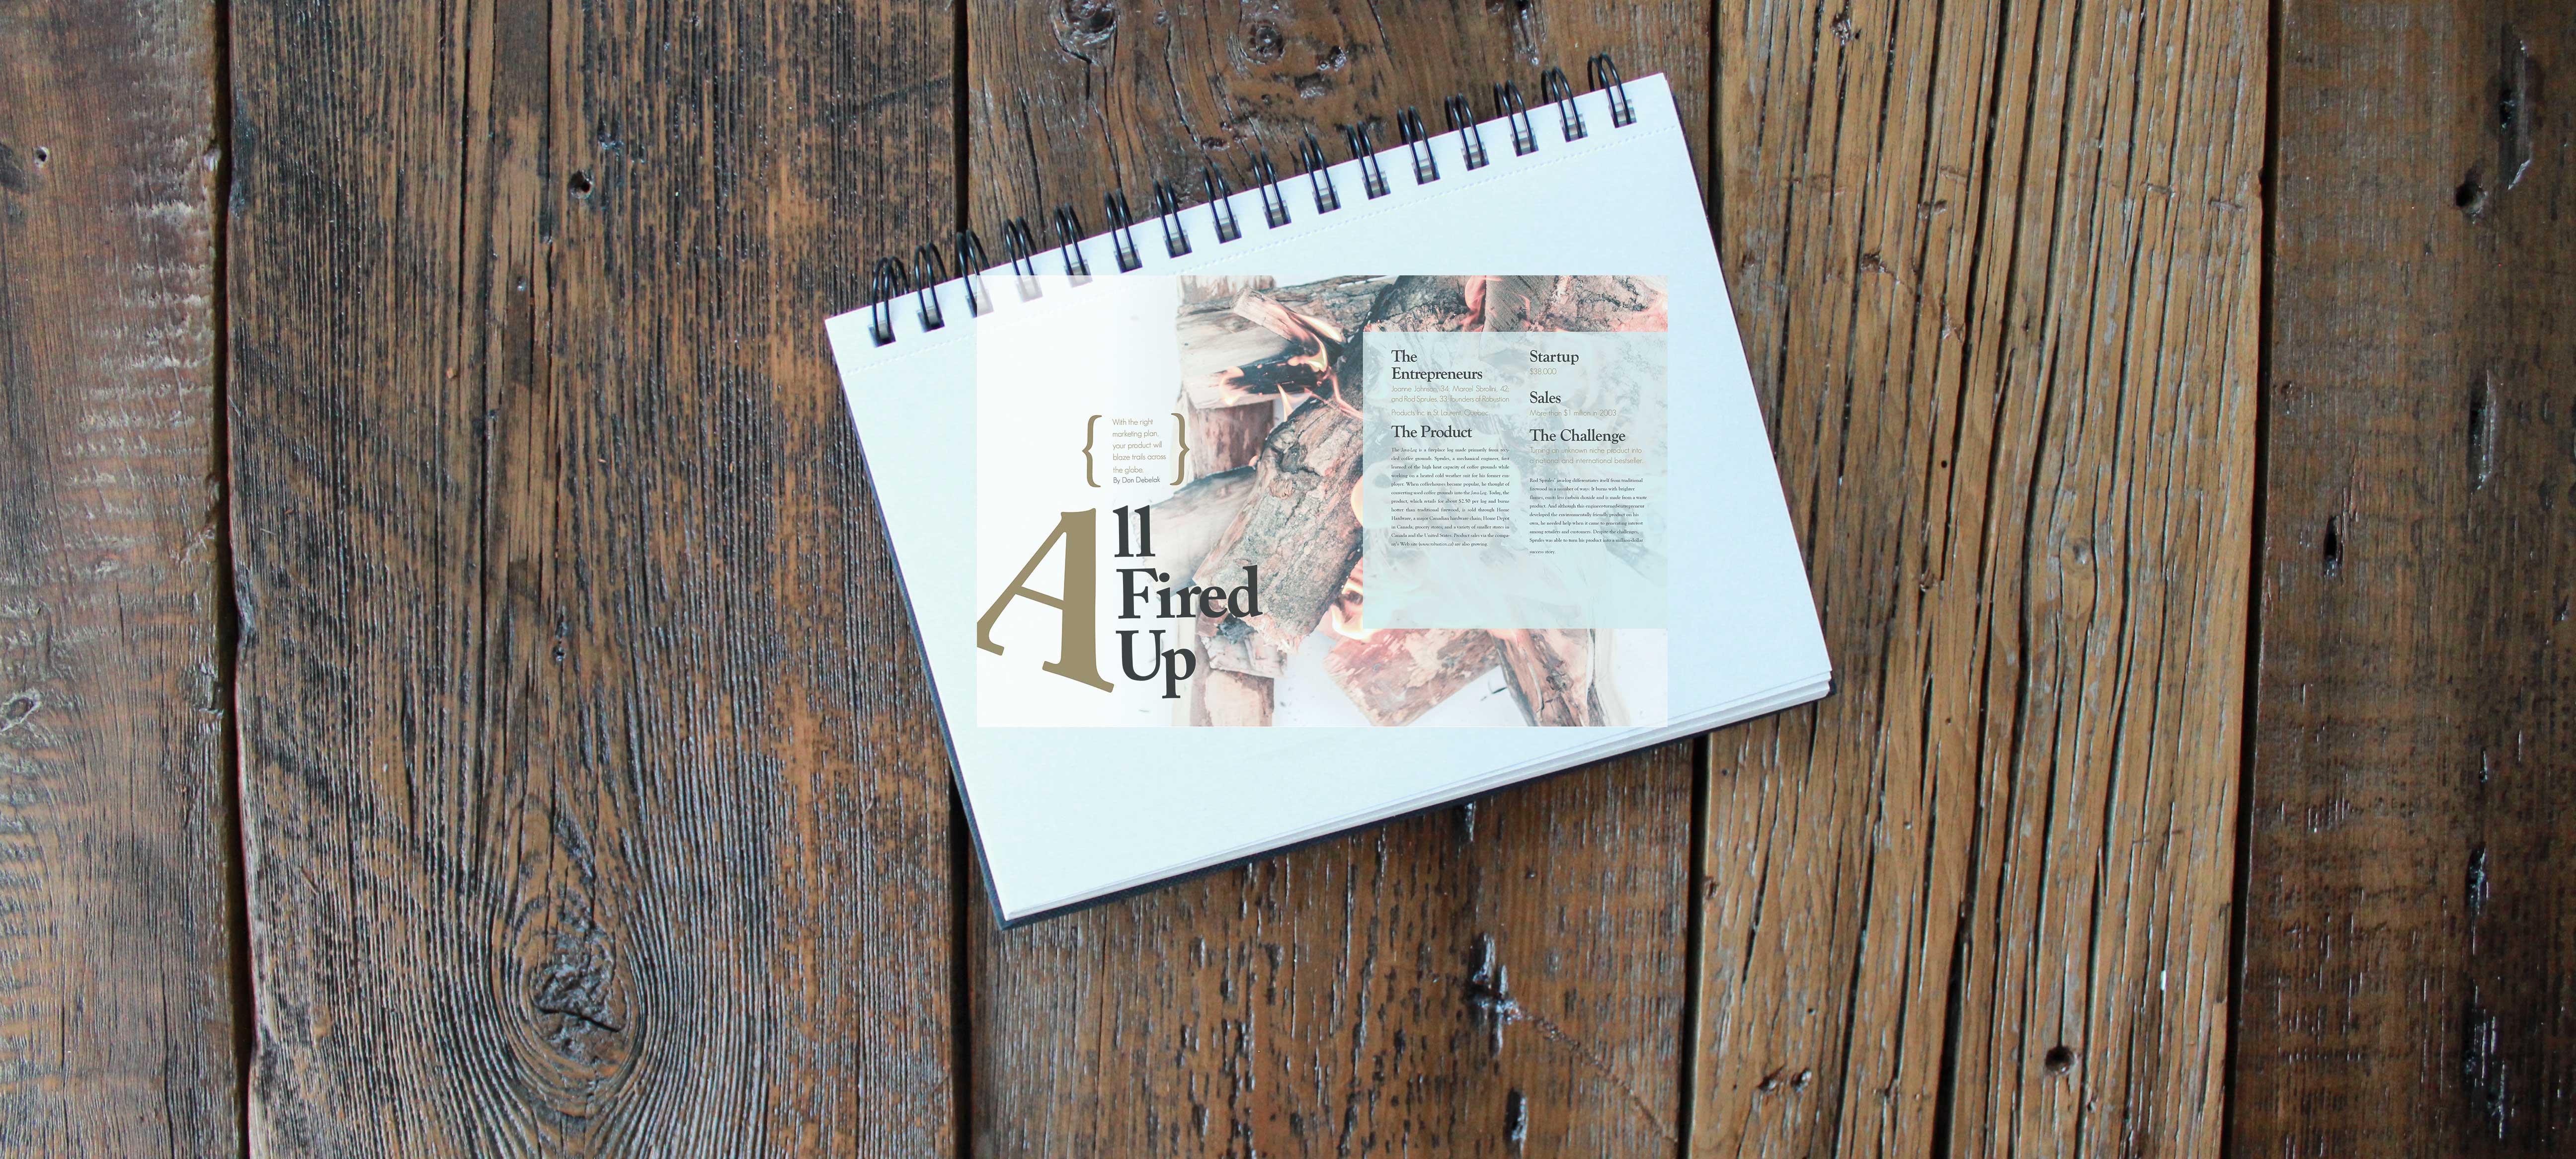 { With the right
marketing plan,
your product will
blaze trails across
the globe.
By Don Debelak }
All
Fired
Up
The
Entrepreneurs
Joanne Johnson, 34, Marcel Sbrollini, 42,
and Rod Sprules, 33, founders of Robustion
Products Inc. in St. Laurent, Quebec
The Product
The Java-Log is a fireplace log made primarily from recy-
cled coffee grounds. Sprules, a mechanical engineer, first
learned of the high heat capacity of coffee grounds while
working on a heated cold weather suit for his former em-
ployer. When coffeehouses became popular, he thought of
converting used coffee grounds into the Java-Log. Today, the
product, which retails for about $2.50 per log and burns
better than traditional firewood, is sold through Home
Hardware, a major Canadian hardware chain; Home Depot
in Canada; grocery stores; and a variety of smaller stores in
Canada and the United States. Product sales via the compa-
ny's Web site are also growing.
Startup
$38,000
Sales
More than $1 million in 2003
The Challenge
Turning an unknown niche product into
a national and international bestseller
Rod Sprules' java-log differentiates itself from traditional
firewood in a number of ways: It burns with brighter
flames, emits less carbon dioxide and is made from a waste
product. And although this engineer
developed the environmentally friendly product on his
own, he needed help when it came to generating interest
among retailers and customers. Despite the challenges,
Sprules was able to turn his product into a million-dollar
success story.